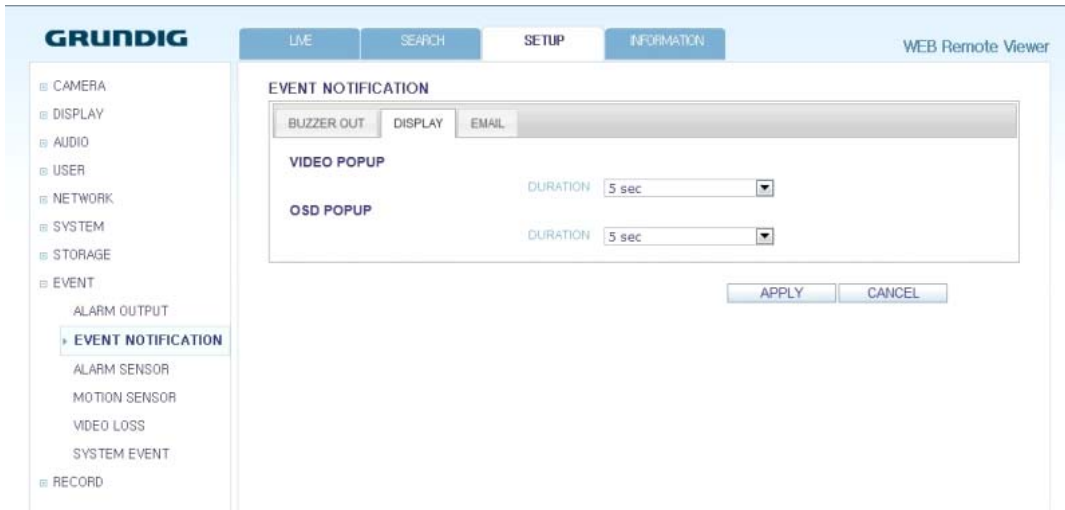 GRUNDIG
LIVE SEARCH SETUP INFORMATION
WEB Remote Viewer
CAMERA
DISPLAY
AUDIO
USER
NETWORK
SYSTEM
STORAGE
EVENT
ALARM OUTPUT
EVENT NOTIFICATION
ALARM SENSOR
MOTION SENSOR
VIDEO LOSS
SYSTEM EVENT
RECORD
EVENT NOTIFICATION
BUZZER OUT DISPLAY EMAIL
VIDEO POPUP
DURATION 5 sec
OSD POPUP
DURATION 5 sec
APPLY CANCEL